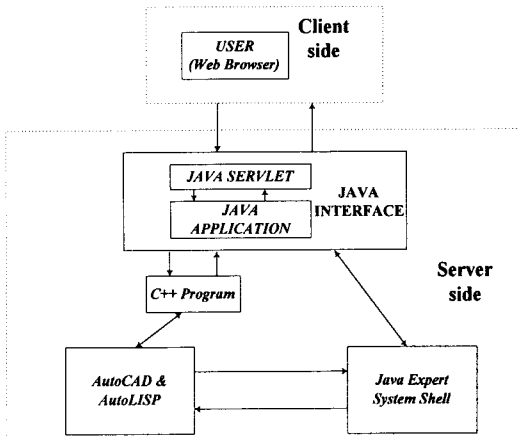 Client
side
USER
(Web Browser)
JAVA SERVLET
JAVA
APPLICATION
JAVA
INTERFACE
C++ Program
Server
side
AutoCAD &
AutoLISP
Java Expert
System Shell